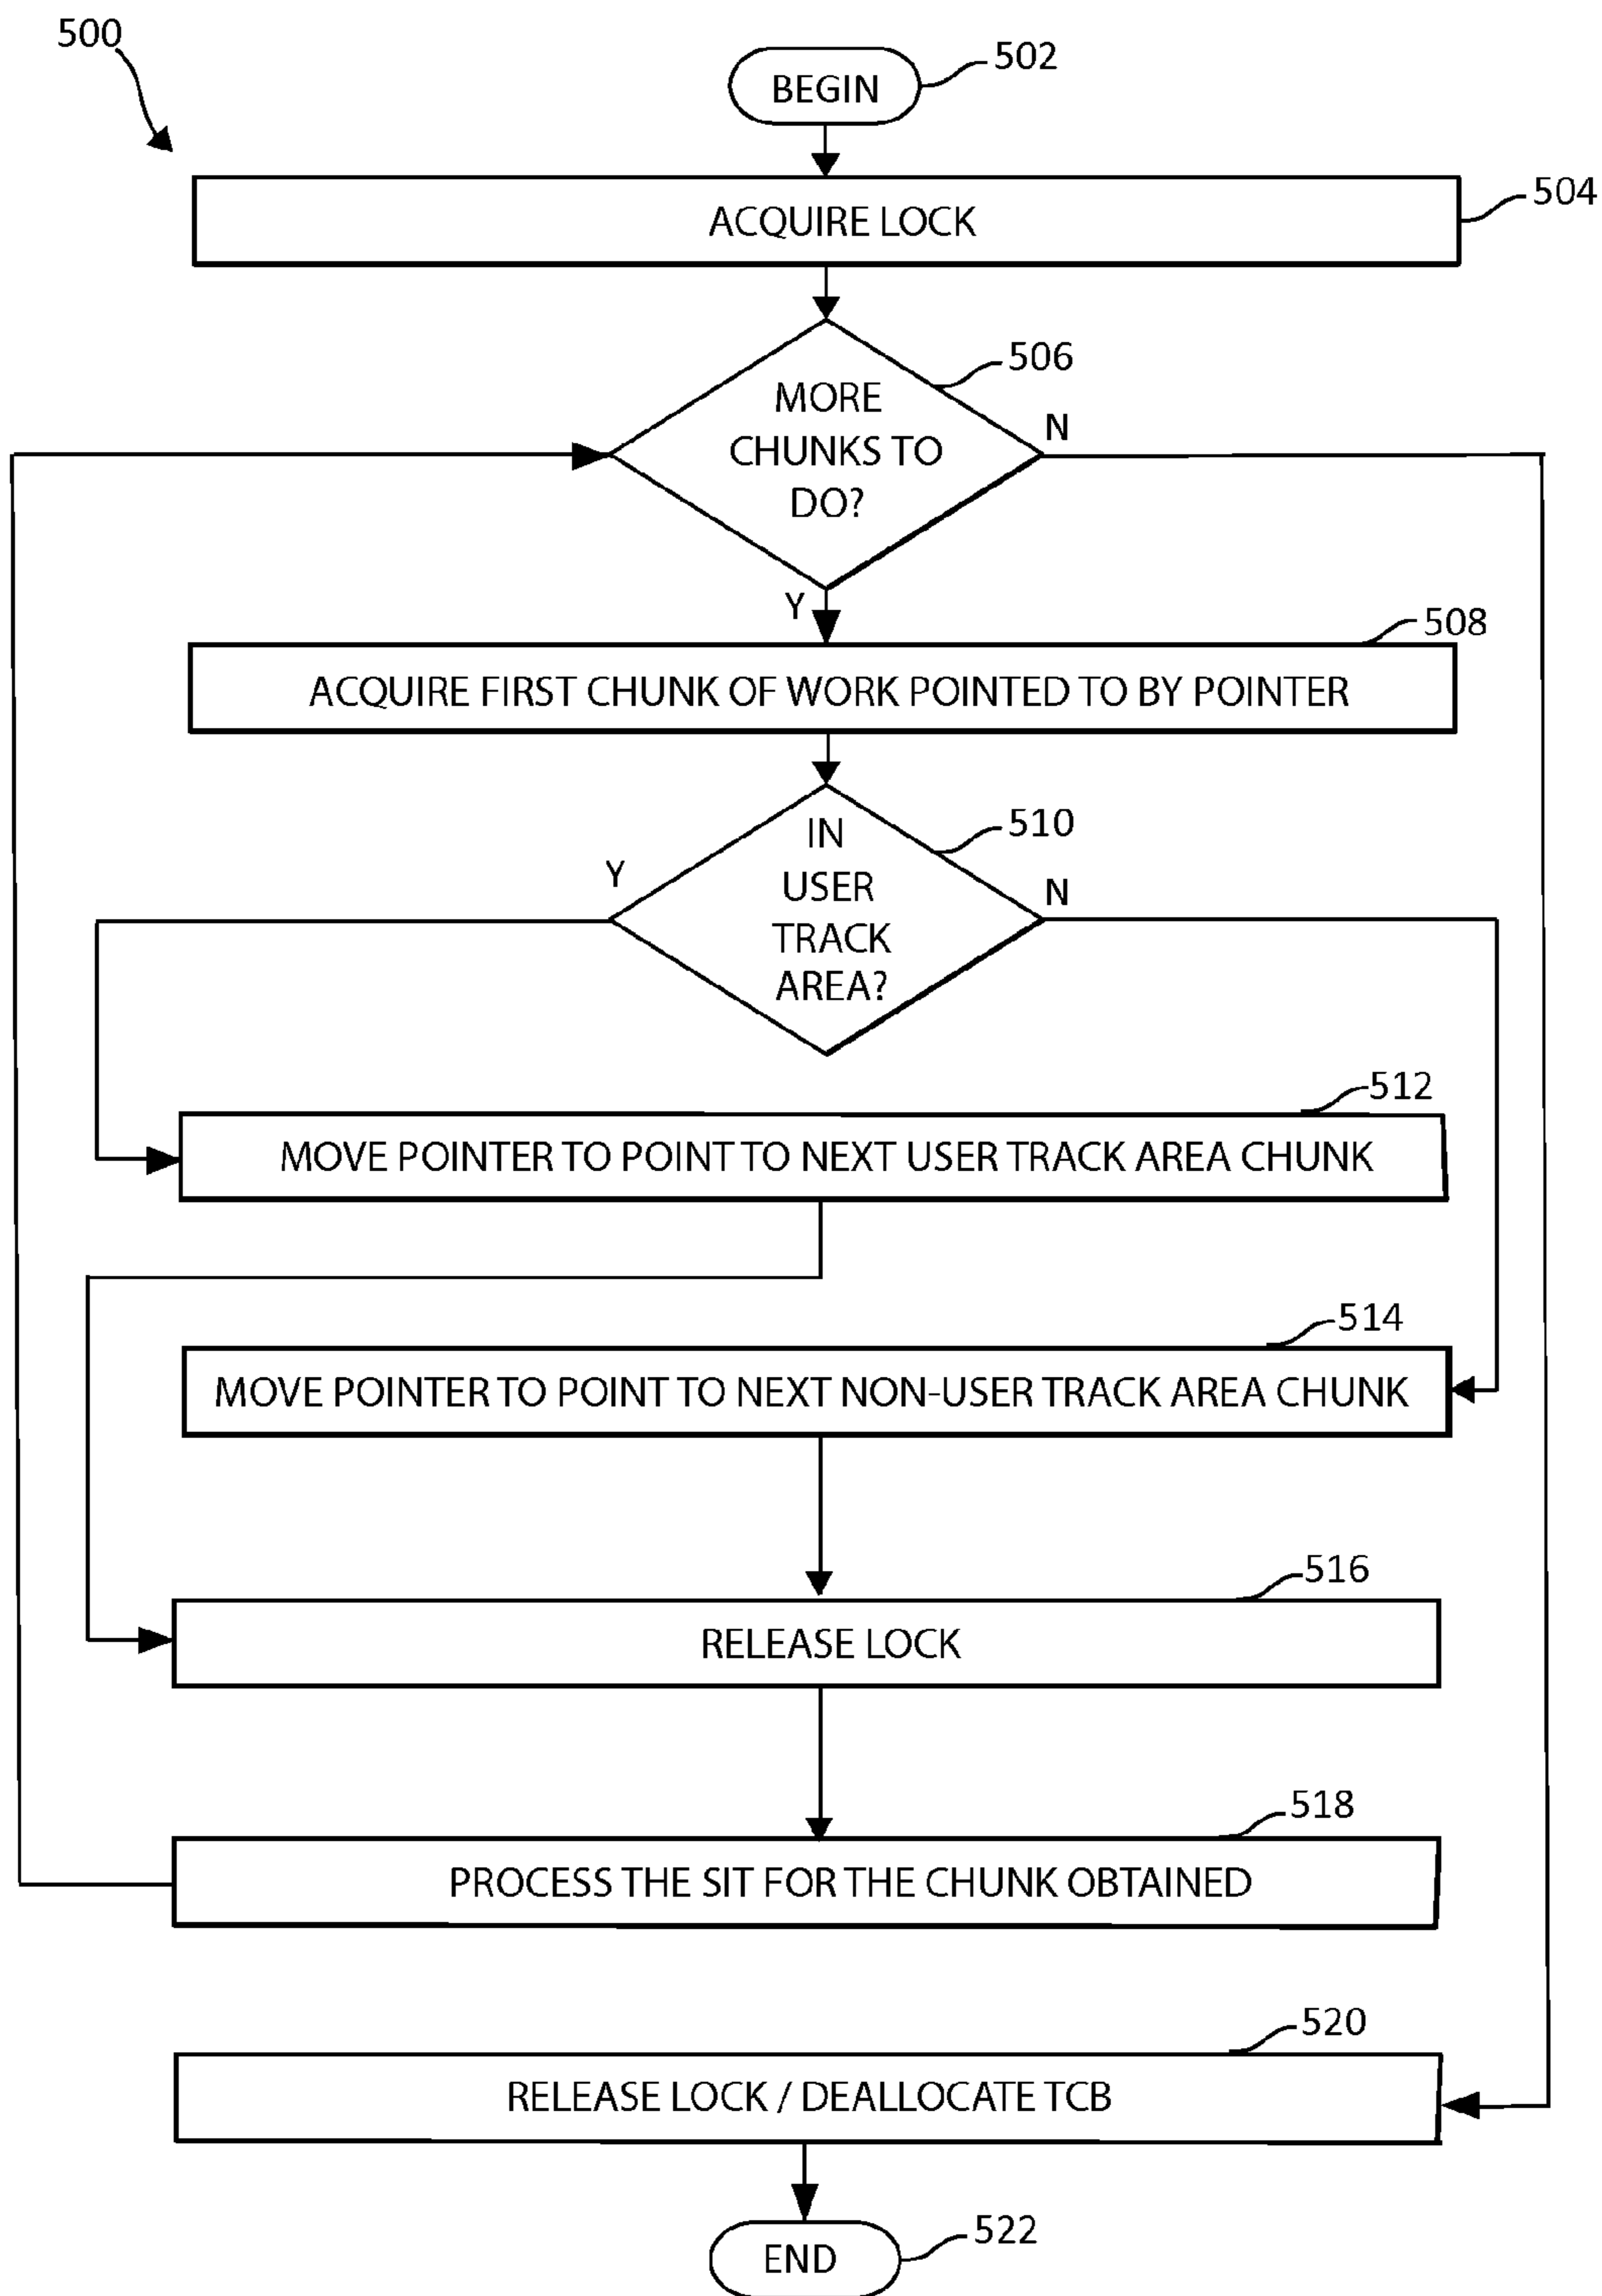 500
BEGIN
502
ACQUIRE LOCK
504
506
MORE
CHUNKS TO
DO?
N
Y
508
ACQUIRE FIRST CHUNK OF WORK POINTED TO BY POINTER
510
IN
USER
TRACK
AREA?
Y
N
512
MOVE POINTER TO POINT TO NEXT USER TRACK AREA CHUNK
514
MOVE POINTER TO POINT TO NEXT NON-USER TRACK AREA CHUNK
516
RELEASE LOCK
518
PROCESS THE SIT FOR THE CHUNK OBTAINED
520
RELEASE LOCK / DEALLOCATE TCB
END
522